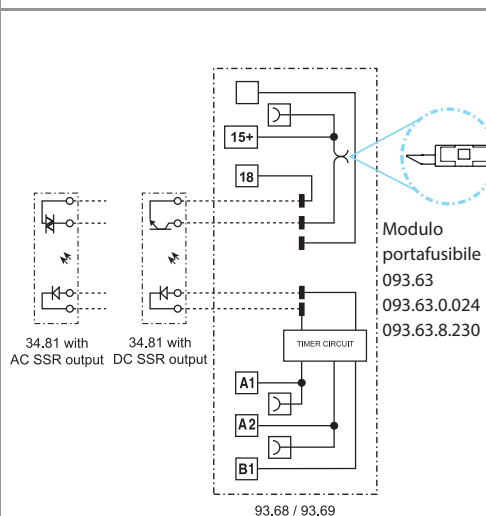 15+
18
Modulo
portafusibile
093.63
093.63.0.024
093.63.8.230
34.81 with
AC SSR output
34.81 with
DC SSR output
TIMER CIRCUIT
A1
A2
B1
93.68 / 93.69